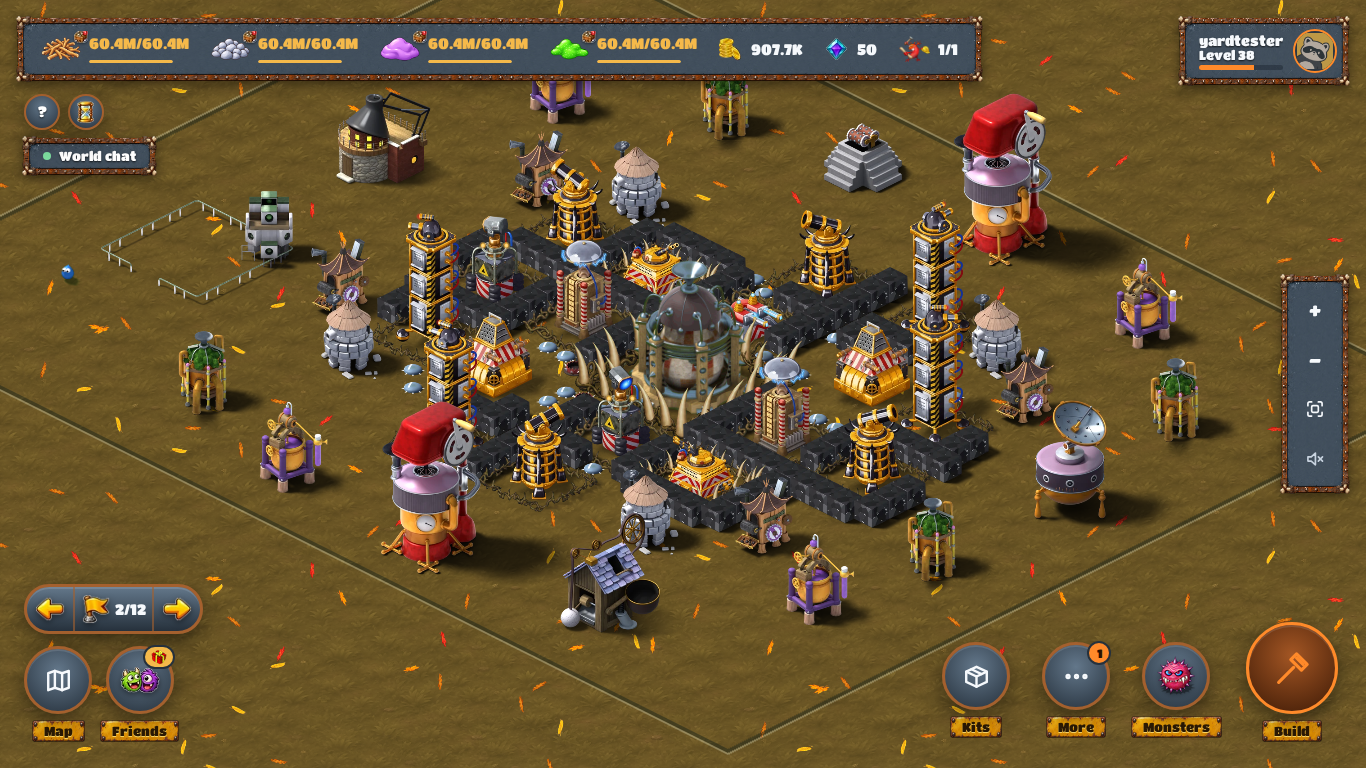 60.4M/60.4M 60.4M/60.4M 60.4M/60.4M 60.4M/60.4M 907.7K 50 1/1
yardtester
Level 38
?
World chat
2/12
1
Map Friends Kits More Monsters Build